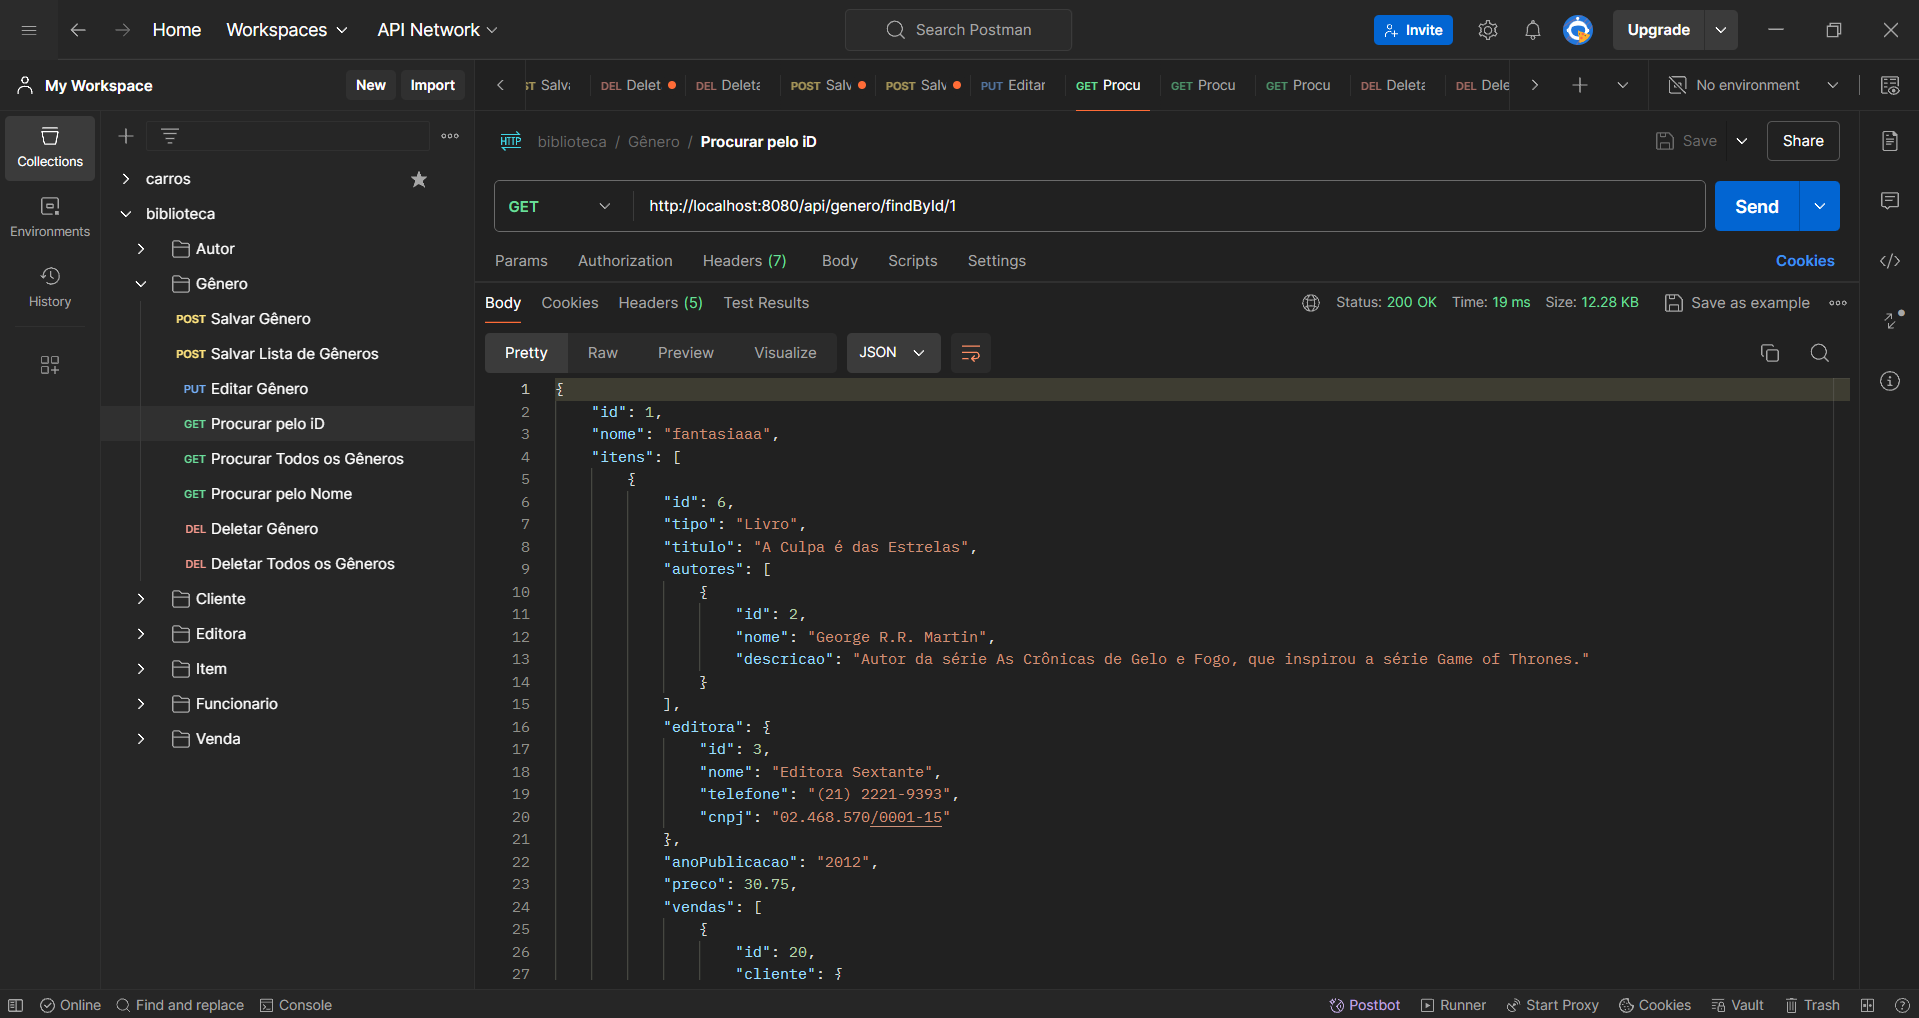 Home Workspaces API Network Search Postman Invite Upgrade
My Workspace New Import
ST Salva DEL Delet DEL Deleta POST Salv POST Salv PUT Editar GET Procu GET Procu GET Procu DEL Deleta DEL Dele No environment
Collections
Environments
History
carros
biblioteca
Autor
Gênero
POST Salvar Gênero
POST Salvar Lista de Gêneros
PUT Editar Gênero
GET Procurar pelo iD
GET Procurar Todos os Gêneros
GET Procurar pelo Nome
DEL Deletar Gênero
DEL Deletar Todos os Gêneros
Cliente
Editora
Item
Funcionario
Venda
HTTP biblioteca / Gênero / Procurar pelo iD Save Share
GET http://localhost:8080/api/genero/findById/1 Send
Params Authorization Headers (7) Body Scripts Settings Cookies
Body Cookies Headers (5) Test Results Status: 200 OK Time: 19 ms Size: 12.28 KB Save as example
Pretty Raw Preview Visualize JSON
1 {
2 "id": 1,
3 "nome": "fantasiaaa",
4 "itens": [
5 {
6 "id": 6,
7 "tipo": "Livro",
8 "titulo": "A Culpa é das Estrelas",
9 "autores": [
10 {
11 "id": 2,
12 "nome": "George R.R. Martin",
13 "descricao": "Autor da série As Crônicas de Gelo e Fogo, que inspirou a série Game of Thrones."
14 }
15 ],
16 "editora": {
17 "id": 3,
18 "nome": "Editora Sextante",
19 "telefone": "(21) 2221-9393",
20 "cnpj": "02.468.570/0001-15"
21 },
22 "anoPublicacao": "2012",
23 "preco": 30.75,
24 "vendas": [
25 {
26 "id": 20,
27 "cliente": {
Online Find and replace Console Postbot Runner Start Proxy Cookies Vault Trash